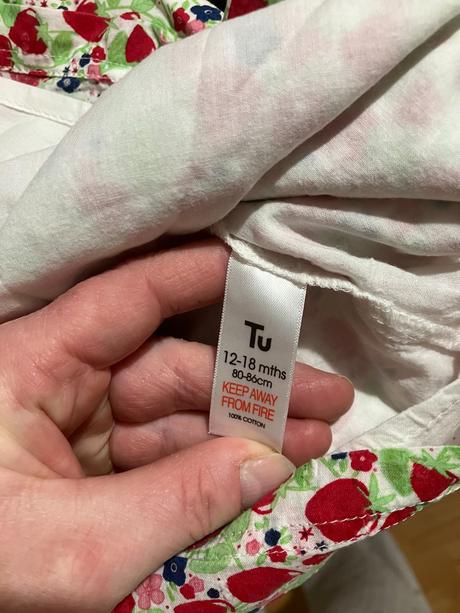 Tu
12-18 mths
80-86cm
KEEP AWAY
FROM FIRE
100% COTTON